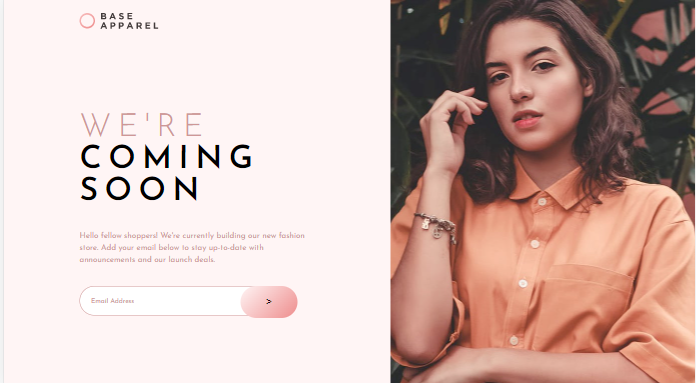 BASE
APPAREL
WE'RE
COMING
SOON
Hello fellow shoppers! We're currently building our new fashion
store. Add your email below to stay up-to-date with
announcements and our launch deals.
Email Address
>